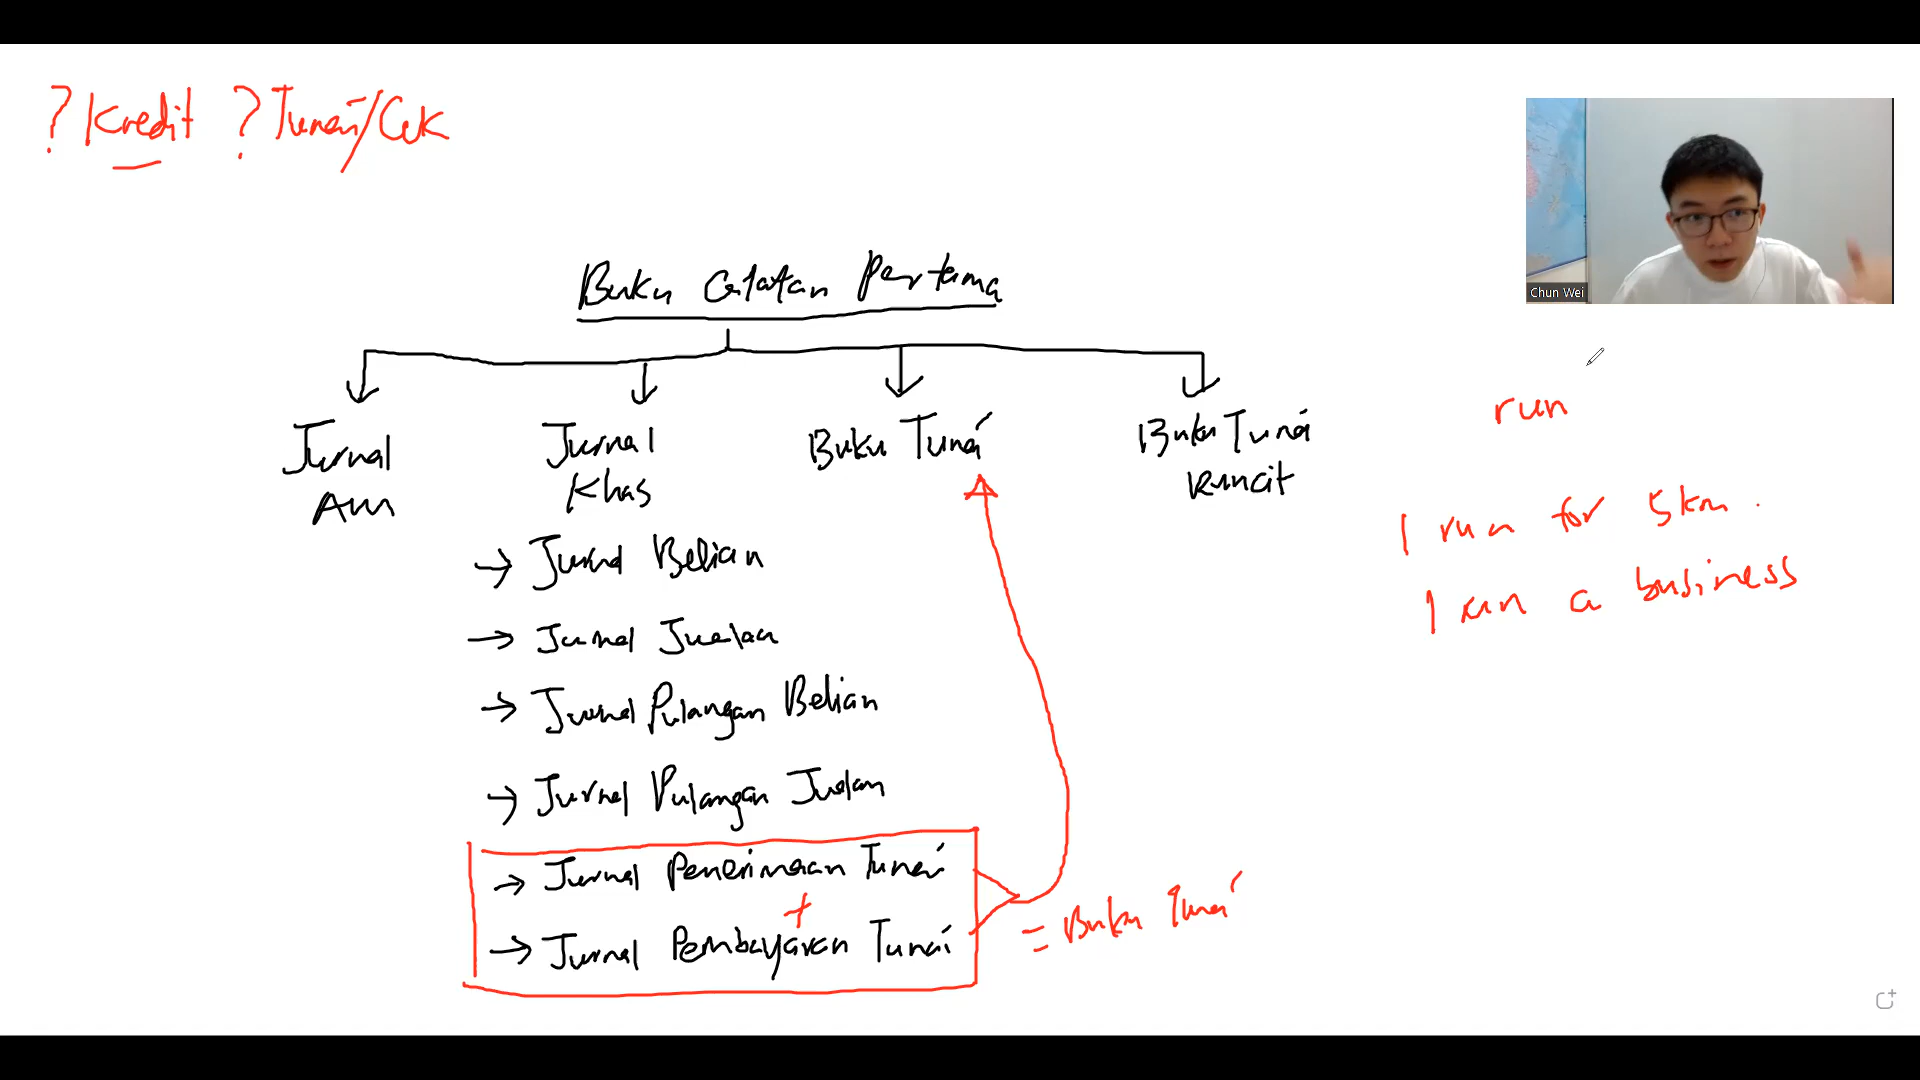 ? Kredit ? Tunai/Cek
Chun Wei
Buku Catatan Pertama
Jurnal Am
Jurnal Khas
Buku Tunai
Buku Tunai Runcit
→ Jurnal Belian
→ Jurnal Jualan
→ Jurnal Pulangan Belian
→ Jurnal Pulangan Jualan
→ Jurnal Penerimaan Tunai
+
→ Jurnal Pembayaran Tunai
= Buku Tunai
run
I run for 5km.
I run a business